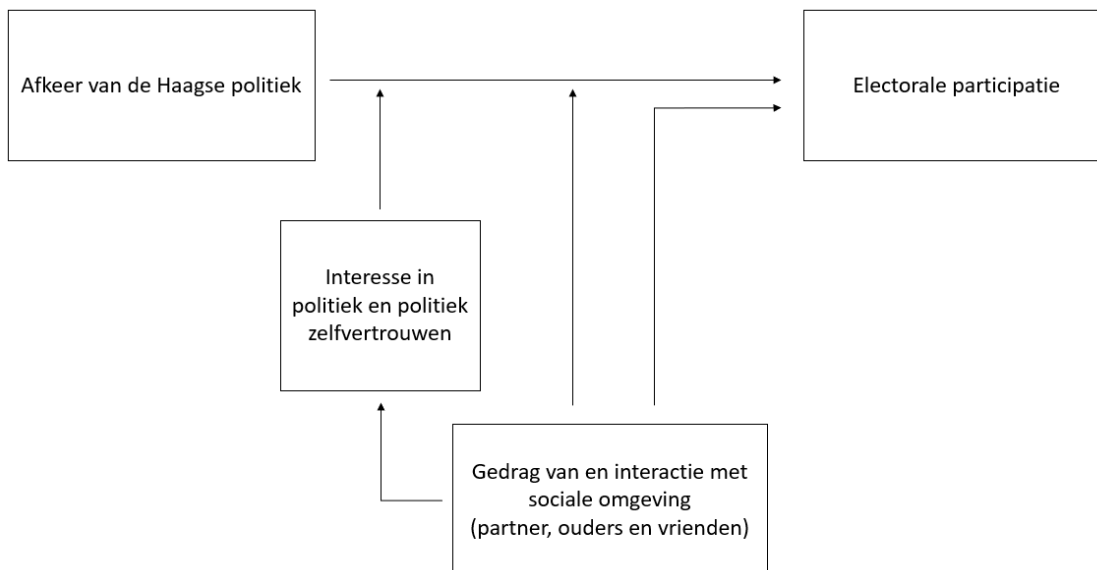 Afkeer van de Haagse politiek
Electorale participatie
Interesse in
politiek en politiek
zelfvertrouwen
Gedrag van en interactie met
sociale omgeving
(partner, ouders en vrienden)